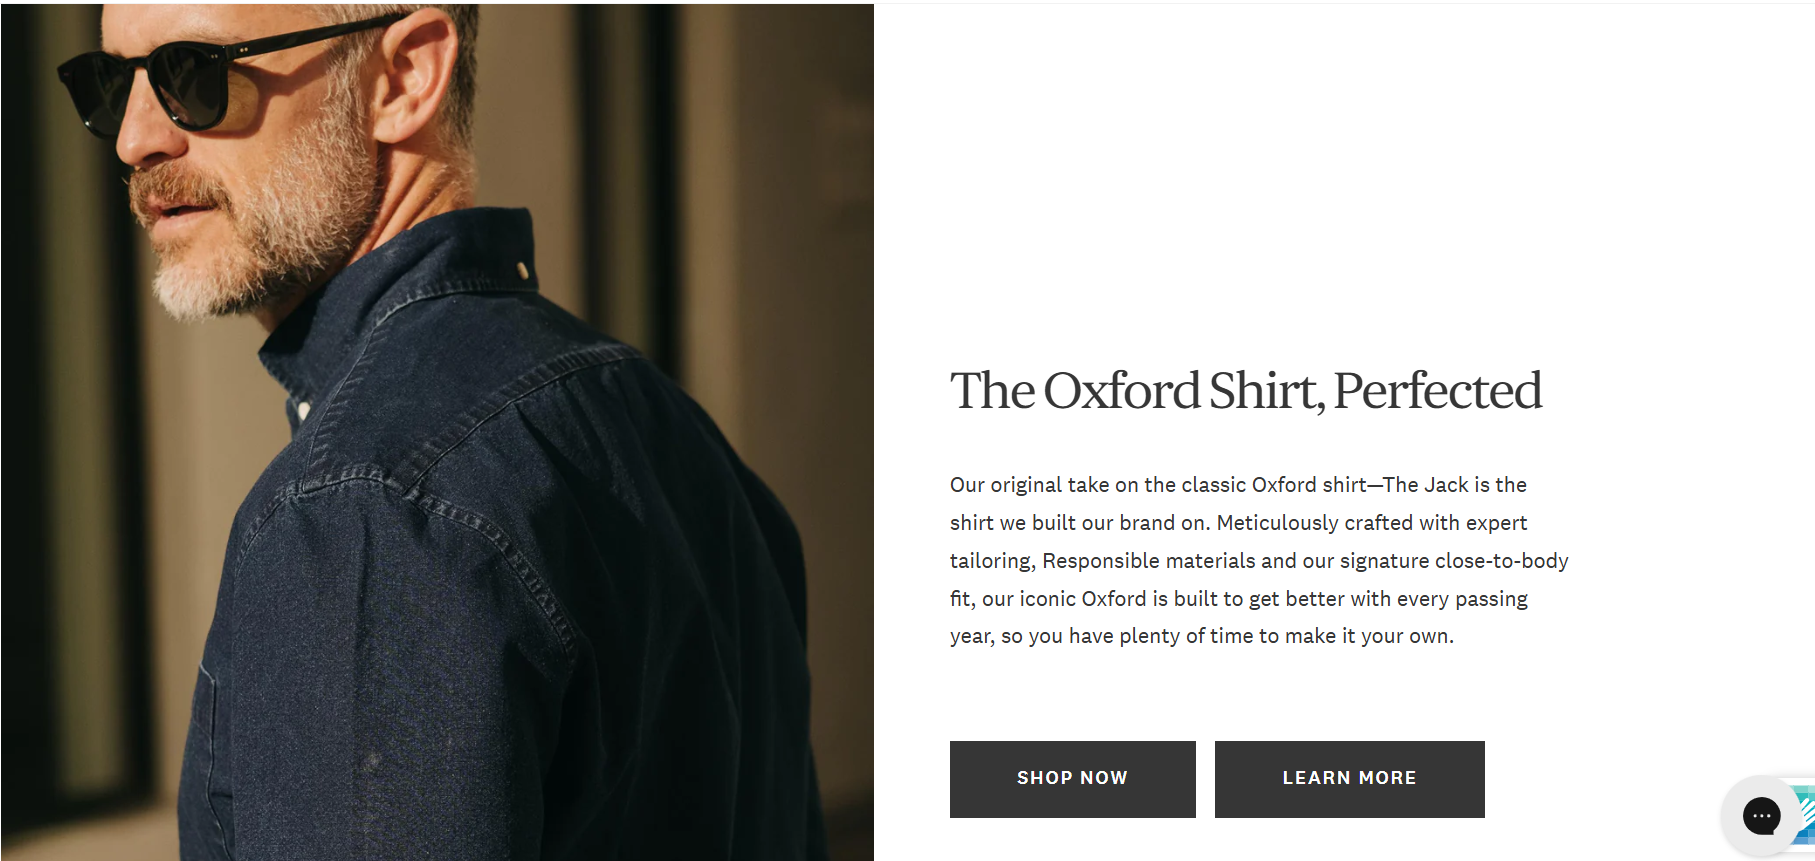 The Oxford Shirt, Perfected
Our original take on the classic Oxford shirt—The Jack is the
shirt we built our brand on. Meticulously crafted with expert
tailoring, Responsible materials and our signature close-to-body
fit, our iconic Oxford is built to get better with every passing
year, so you have plenty of time to make it your own.
SHOP NOW
LEARN MORE